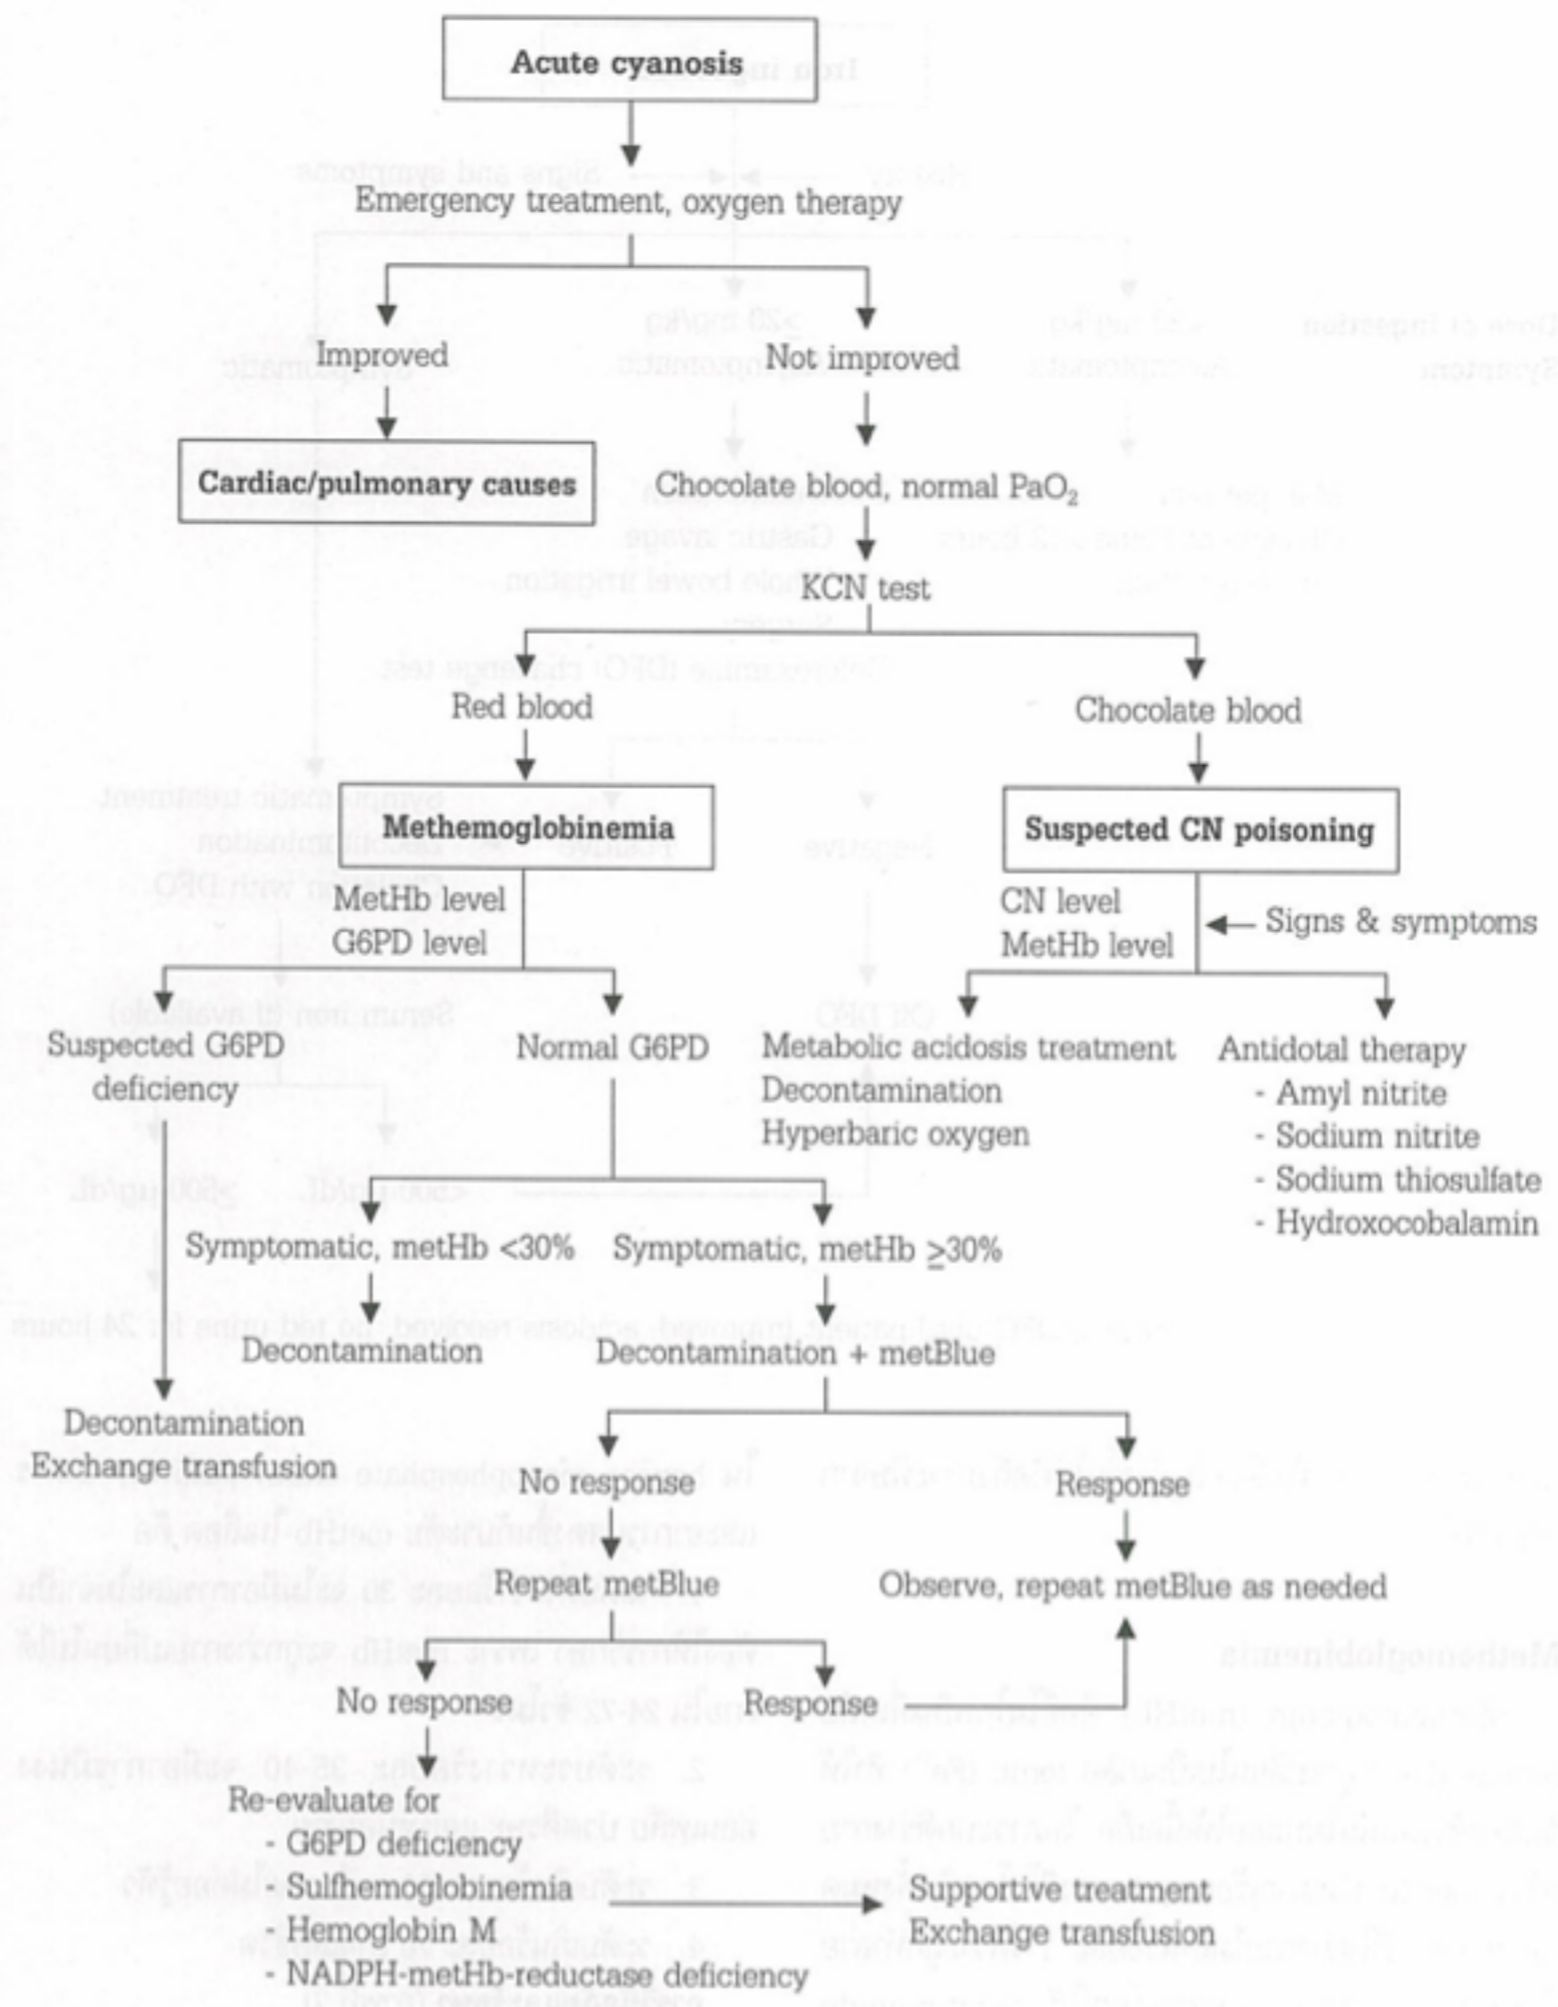 Acute cyanosis
Emergency treatment, oxygen therapy
Improved
Not improved
Cardiac/pulmonary causes
Chocolate blood, normal PaO₂
KCN test
Red blood
Chocolate blood
Methemoglobinemia
Suspected CN poisoning
MetHb level
G6PD level
CN level
MetHb level
Signs & symptoms
Suspected G6PD
deficiency
Normal G6PD
Metabolic acidosis treatment
Decontamination
Hyperbaric oxygen
Antidotal therapy
- Amyl nitrite
- Sodium nitrite
- Sodium thiosulfate
- Hydroxocobalamin
Symptomatic, metHb <30%
Symptomatic, metHb ≥30%
Decontamination
Decontamination + metBlue
Decontamination
Exchange transfusion
No response
Response
Repeat metBlue
Observe, repeat metBlue as needed
No response
Response
Re-evaluate for
- G6PD deficiency
- Sulfhemoglobinemia
- Hemoglobin M
- NADPH-metHb-reductase deficiency
Supportive treatment
Exchange transfusion